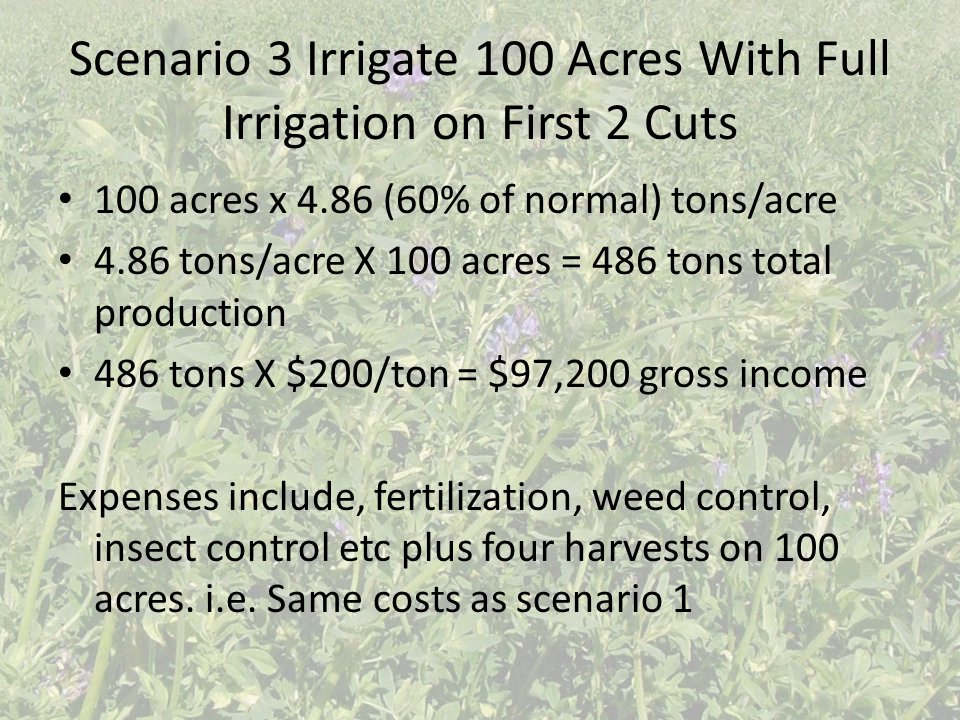 Scenario 3 Irrigate 100 Acres With Full
Irrigation on First 2 Cuts
• 100 acres x 4.86 (60% of normal) tons/acre
• 4.86 tons/acre X 100 acres = 486 tons total
production
• 486 tons X $200/ton = $97,200 gross income
Expenses include, fertilization, weed control,
insect control etc plus four harvests on 100
acres. i.e. Same costs as scenario 1